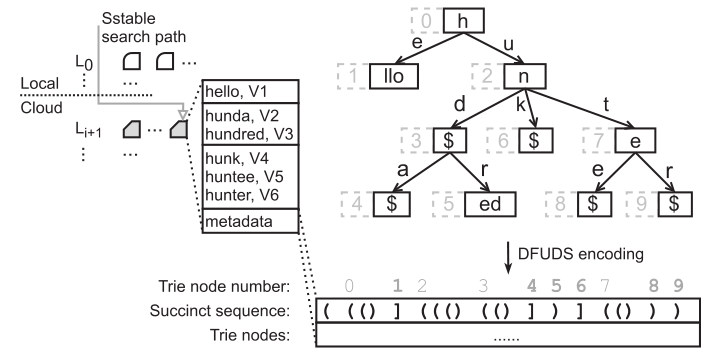 Sstable
search path
L0
⋮
...
...
Local
Cloud
Li+1
...
⋮
...
hello, V1
hunda, V2
hundred, V3
hunk, V4
huntee, V5
hunter, V6
metadata
0 h
e u
1 llo 2 n
d k t
3 $ 6 $ 7 e
a r e r
4 $ 5 ed 8 $ 9 $
DFUDS encoding
Trie node number: 0 1 2 3 4 5 6 7 8 9
Succinct sequence: ( ( ( ) ] ( ( ( ) ( ( ) ] ) ] ( ( ) ) )
Trie nodes: ......